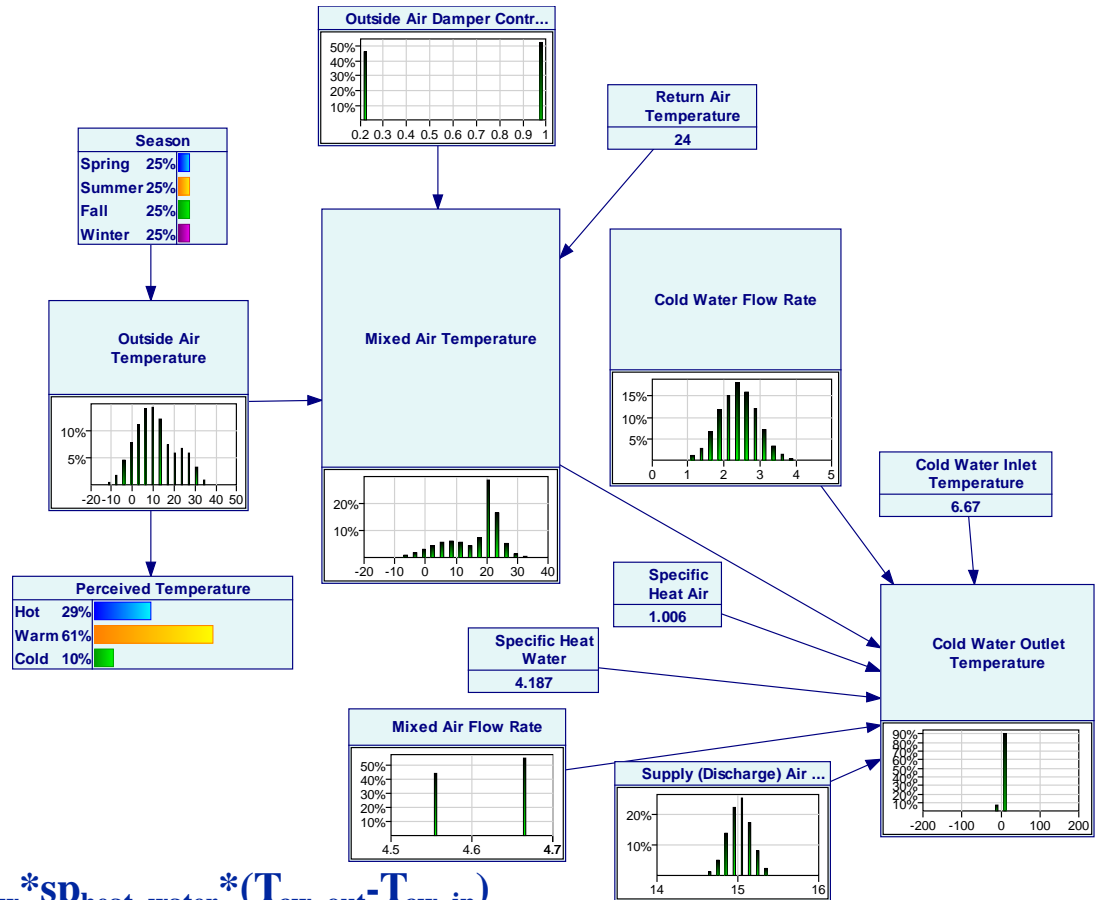 Outside Air Damper Contr...
50%
40%
30%
20%
10%
0.2 0.3 0.4 0.5 0.6 0.7 0.8 0.9 1
Return Air
Temperature
24
Season
Spring 25%
Summer 25%
Fall 25%
Winter 25%
Outside Air
Temperature
10%
5%
-20 -10 0 10 20 30 40 50
Mixed Air Temperature
20%
10%
-20 -10 0 10 20 30 40
Cold Water Flow Rate
15%
10%
5%
0 1 2 3 4 5
Cold Water Inlet
Temperature
6.67
Perceived Temperature
Hot 29%
Warm 61%
Cold 10%
Specific
Heat Air
1.006
Specific Heat
Water
4.187
Cold Water Outlet
Temperature
90%
80%
70%
60%
50%
40%
30%
20%
10%
-200 -100 0 100 200
Mixed Air Flow Rate
50%
40%
30%
20%
10%
4.5 4.6 4.7
Supply (Discharge) Air ...
20%
10%
14 15 16
*sp heat_water *(T cw_out -T cw_in )